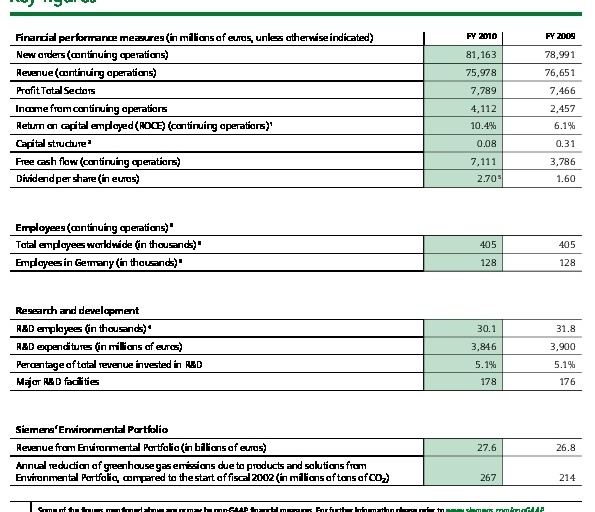 Key figures
Financial performance measures (in millions of euros, unless otherwise indicated) FY 2010 FY 2009
New orders (continuing operations) 81,163 78,991
Revenue (continuing operations) 75,978 76,651
Profit Total Sectors 7,789 7,466
Income from continuing operations 4,112 2,457
Return on capital employed (ROCE) (continuing operations)¹ 10.4% 6.1%
Capital structure² 0.08 0.31
Free cash flow (continuing operations) 7,111 3,786
Dividend per share (in euros) 2.70⁵ 1.60
Employees (continuing operations)
Total employees worldwide (in thousands) 405 405
Employees in Germany (in thousands) 128 128
Research and development
R&D employees (in thousands)⁴ 30.1 31.8
R&D expenditures (in millions of euros) 3,846 3,900
Percentage of total revenue invested in R&D 5.1% 5.1%
Major R&D facilities 178 176
Siemens' Environmental Portfolio
Revenue from Environmental Portfolio (in billions of euros) 27.6 26.8
Annual reduction of greenhouse gas emissions due to products and solutions from
Environmental Portfolio, compared to the start of fiscal 2002 (in millions of tons of CO₂) 267 214
Some of the figures mentioned above are or may be non-GAAP financial measures. For further information please refer to www.siemens.com/nonGAAP